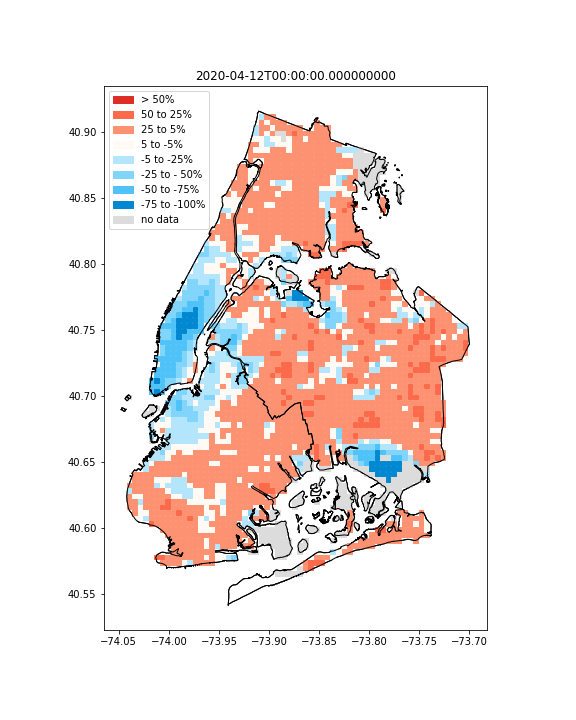 2020-04-12T00:00:00.000000000
> 50%
50 to 25%
25 to 5%
5 to -5%
-5 to -25%
-25 to - 50%
-50 to -75%
-75 to -100%
no data
40.90
40.85
40.80
40.75
40.70
40.65
40.60
40.55
−74.05 −74.00 −73.95 −73.90 −73.85 −73.80 −73.75 −73.70